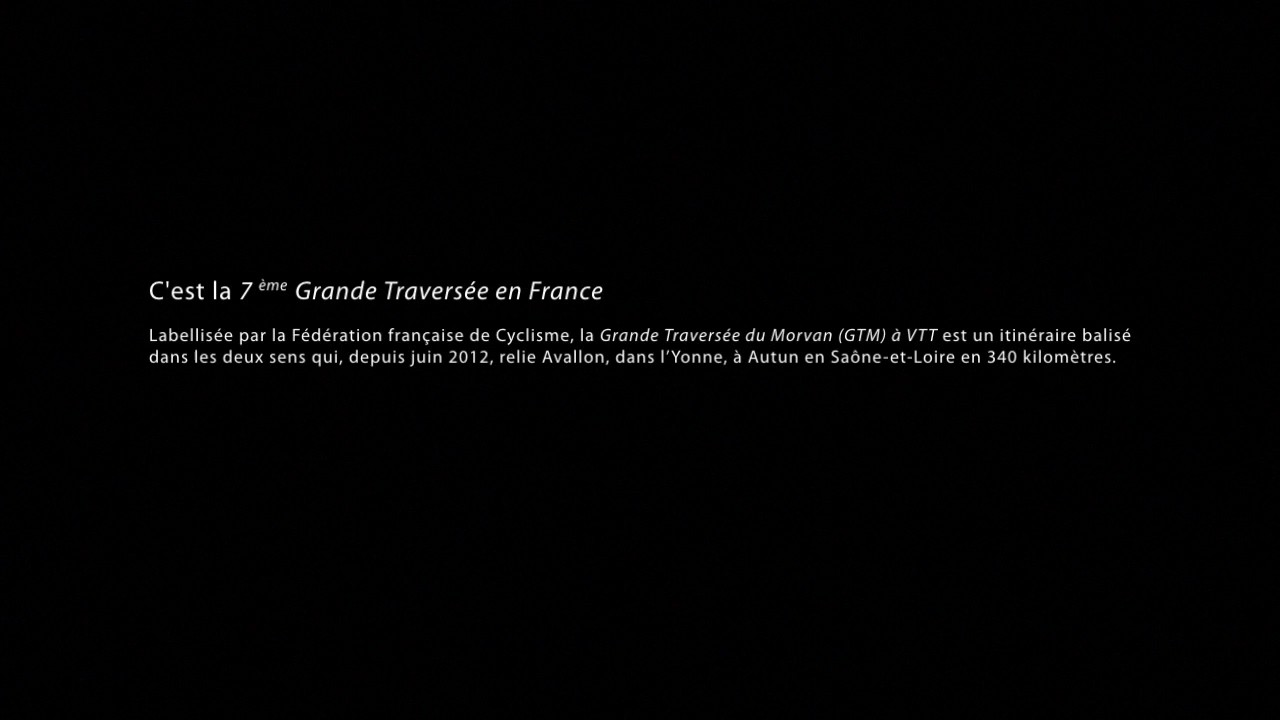 C'est la 7 ème Grande Traversée en France
Labellisée par la Fédération française de Cyclisme, la Grande Traversée du Morvan (GTM) à VTT est un itinéraire balisé
dans les deux sens qui, depuis juin 2012, relie Avallon, dans l’Yonne, à Autun en Saône-et-Loire en 340 kilomètres.